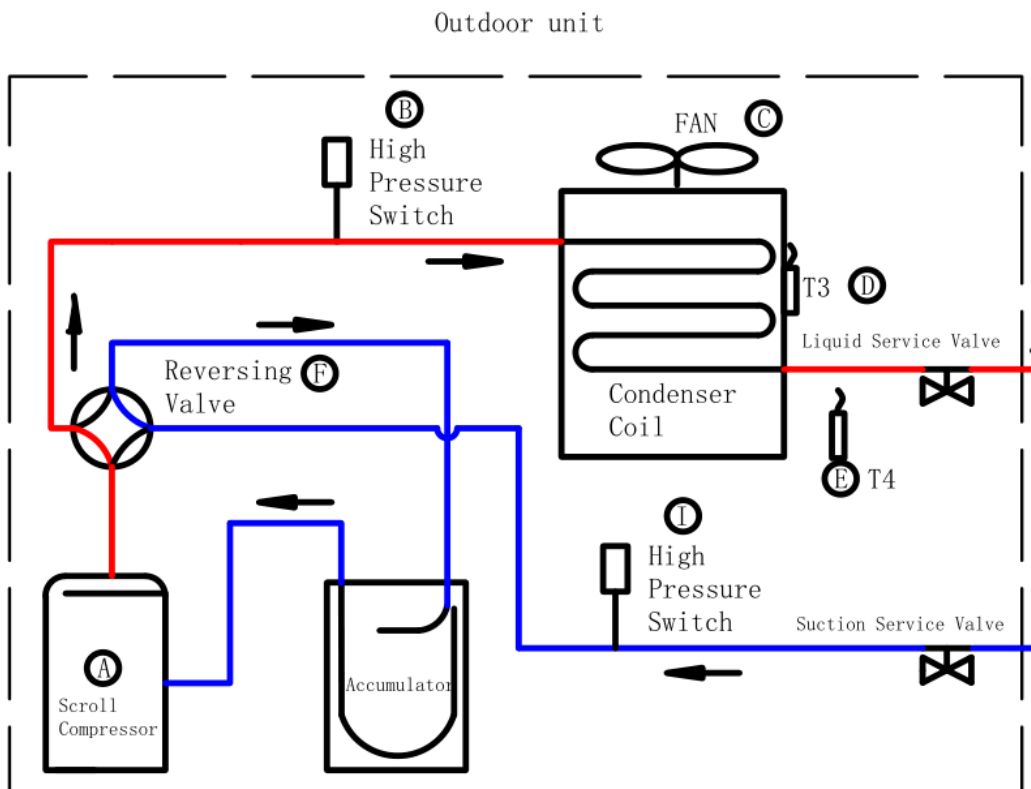 Outdoor unit
B
High
Pressure
Switch
FAN
C
T3
D
Liquid Service Valve
Reversing
Valve
F
Condenser
Coil
E
T4
I
High
Pressure
Switch
Suction Service Valve
A
Scroll
Compressor
Accumulator